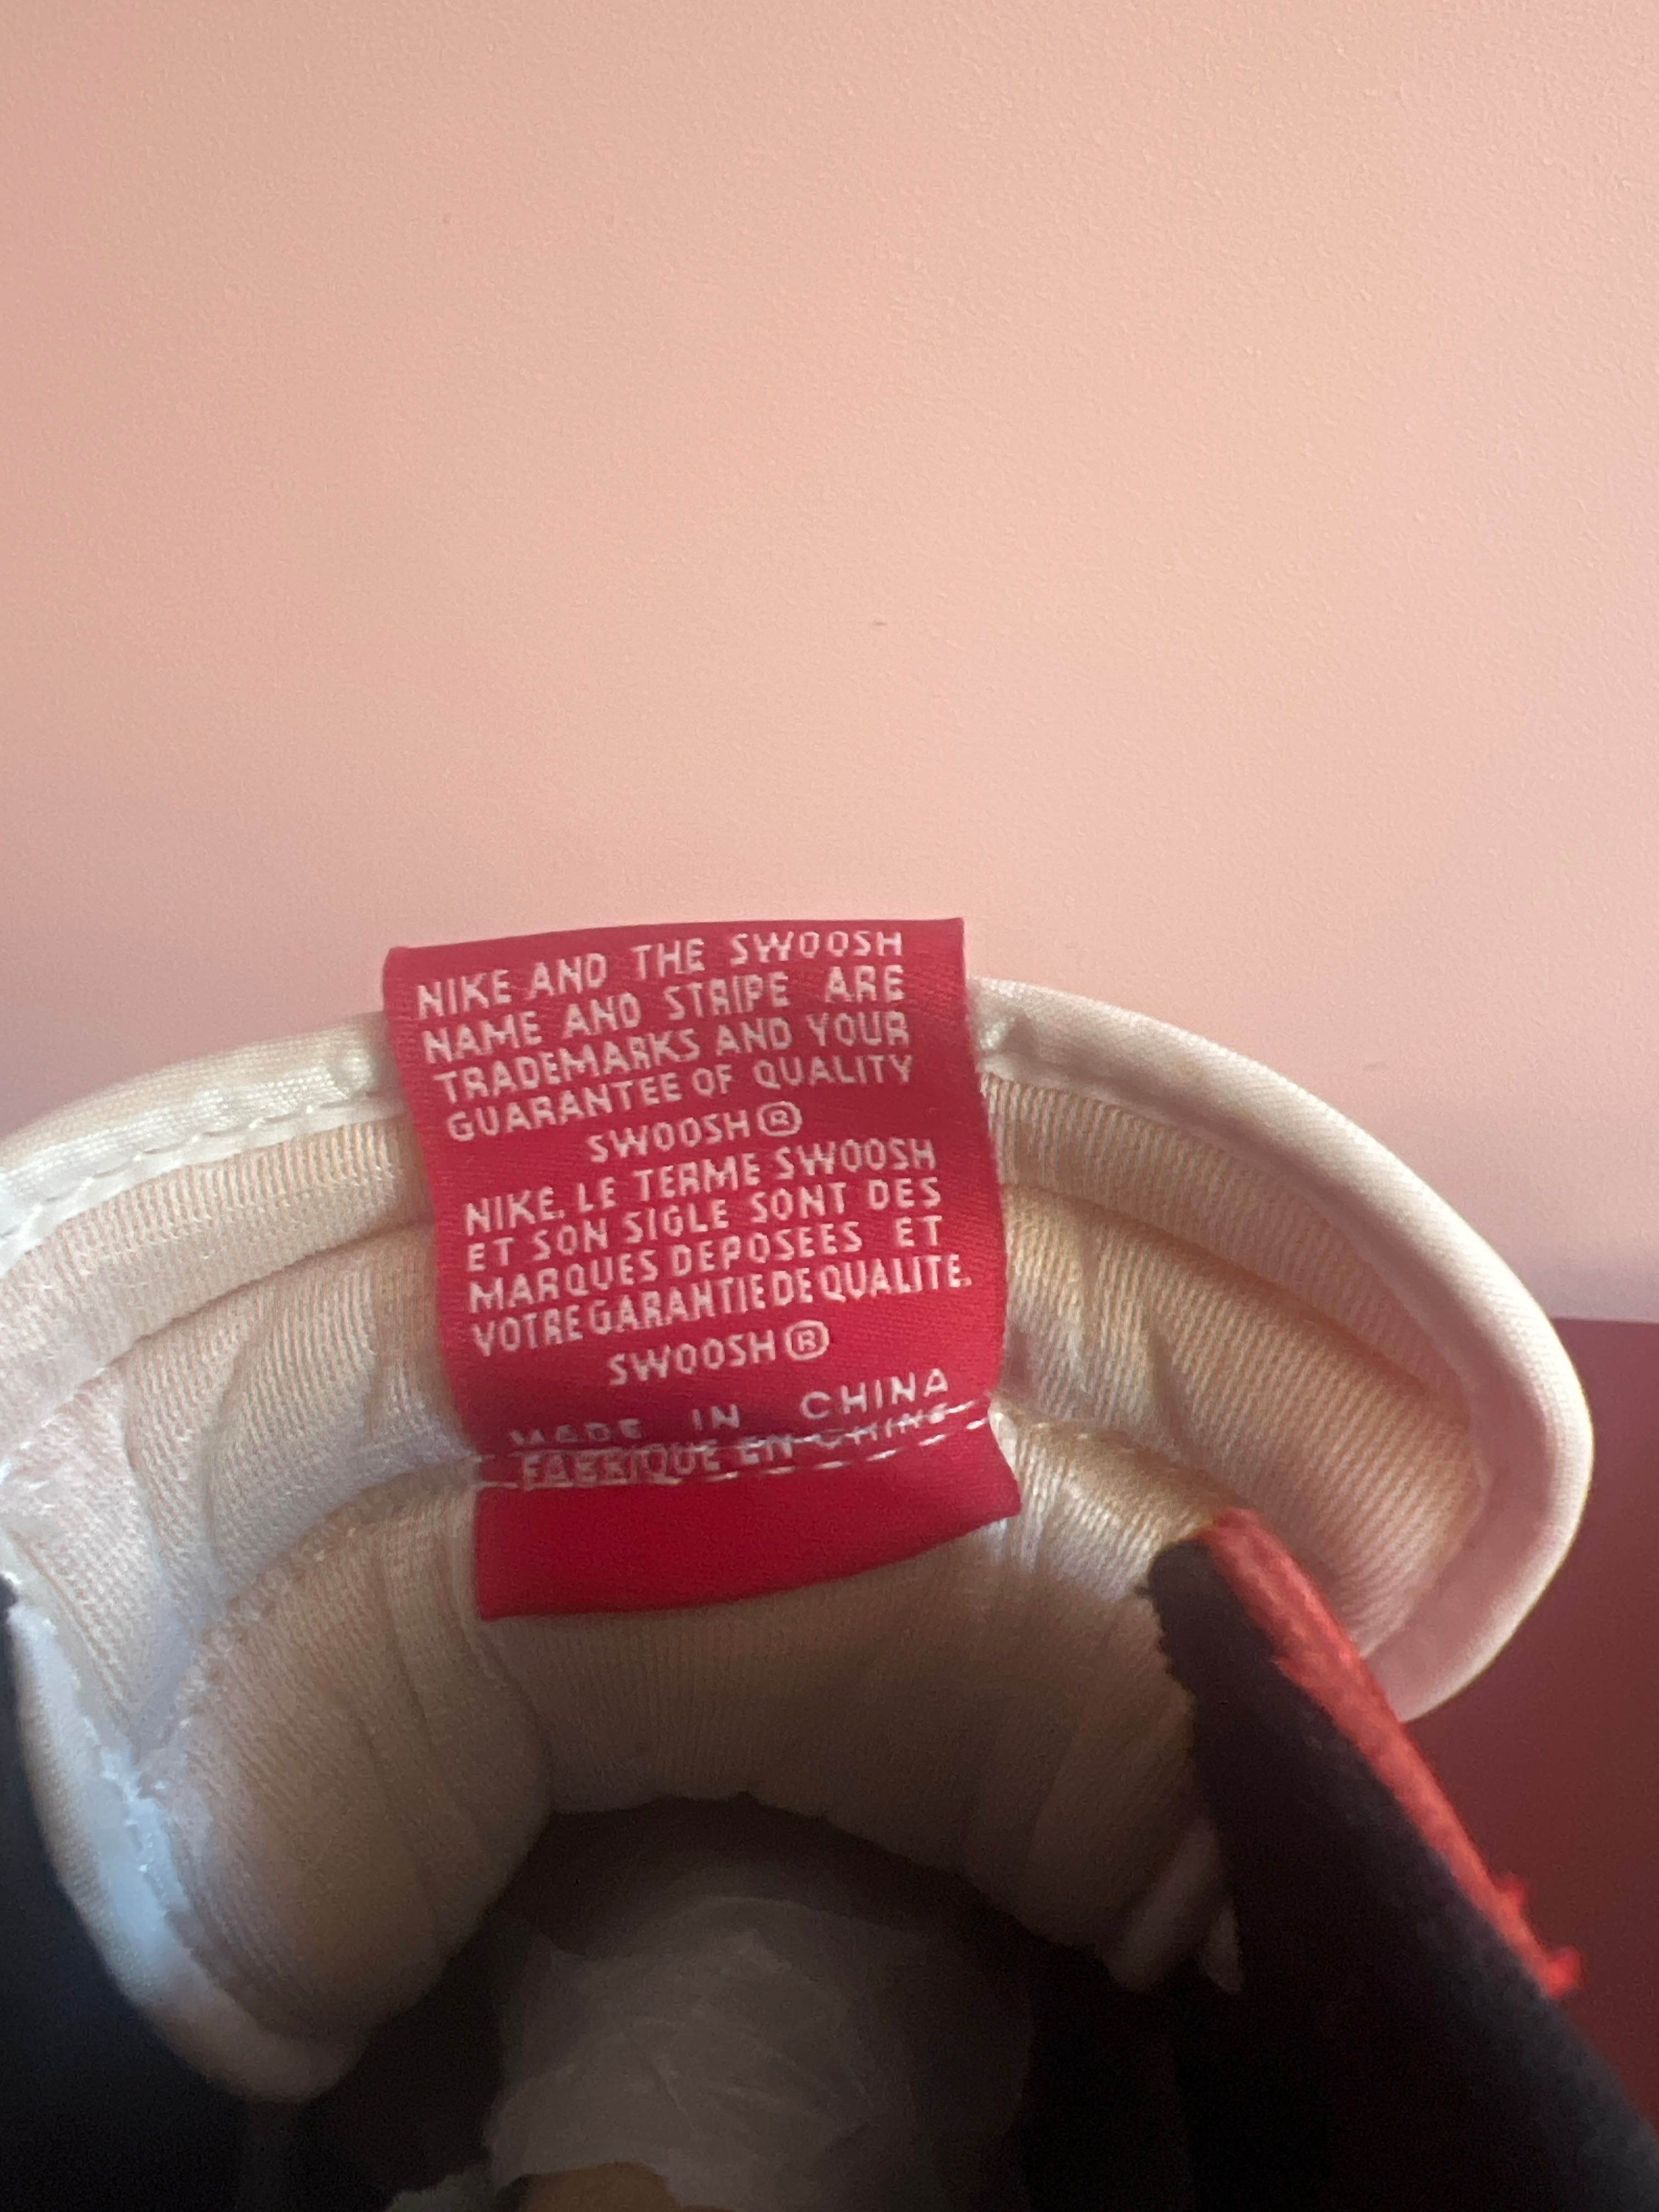 NIKE AND THE SWOOSH
NAME AND STRIPE ARE
TRADEMARKS AND YOUR
GUARANTEE OF QUALITY
SWOOSH®
NIKE. LE TERME SWOOSH
ET SON SIGLE SONT DES
MARQUES DEPOSEES ET
VOTRE GARANTIE DE QUALITE.
SWOOSH®
MADE IN CHINA
FABRIQUE EN CHINE